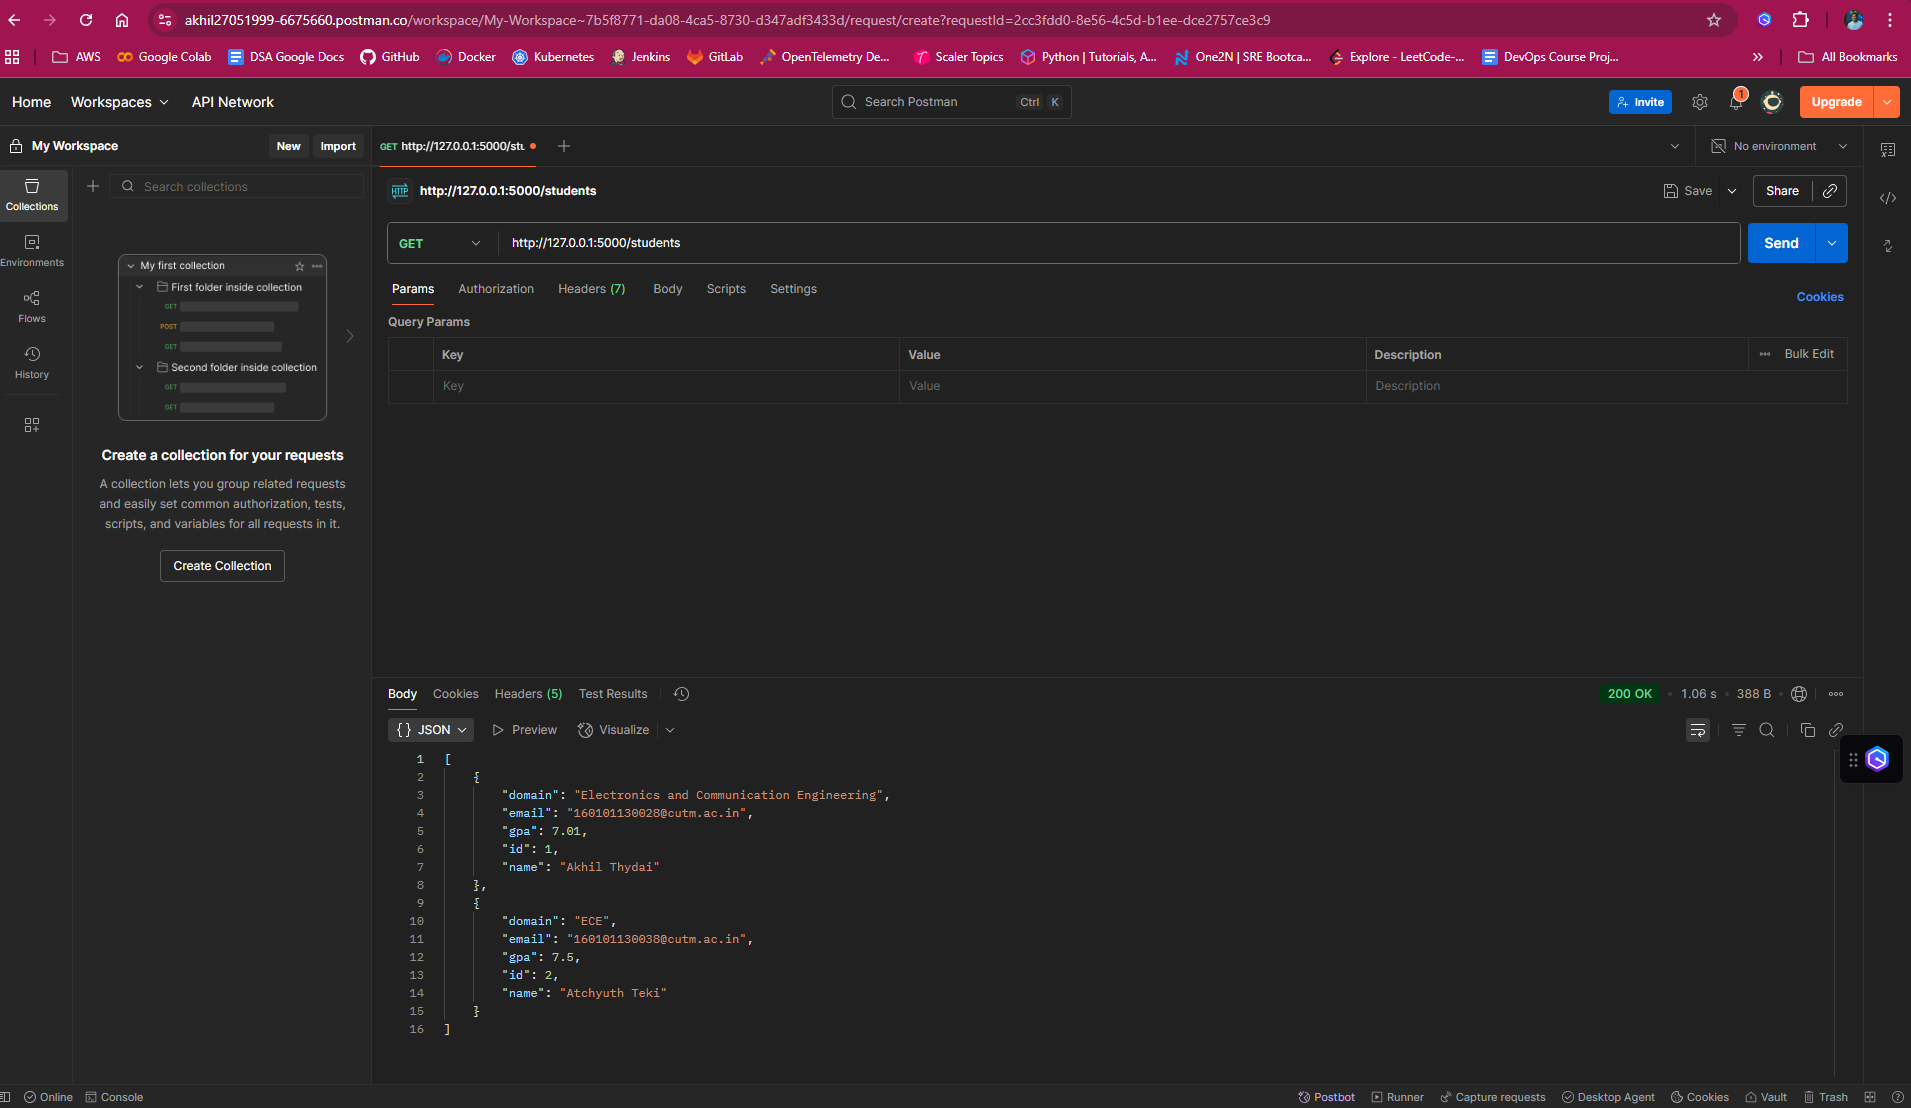 akhil27051999-6675660.postman.co/workspace/My-Workspace~7b5f8771-da08-4ca5-8730-d347adf3433d/request/create?requestId=2cc3fdd0-8e56-4c5d-b1ee-dce2757ce3c9
AWS Google Colab DSA Google Docs GitHub Docker Kubernetes Jenkins GitLab OpenTelemetry De... Scaler Topics Python | Tutorials, A... One2N | SRE Bootca... Explore - LeetCode-... DevOps Course Proj... » All Bookmarks
Home Workspaces API Network Search Postman Ctrl K Invite 1 Upgrade
My Workspace New Import GET http://127.0.0.1:5000/stu No environment
Search collections
HTTP http://127.0.0.1:5000/students Save Share
Collections
GET http://127.0.0.1:5000/students Send
Environments
My first collection
First folder inside collection
GET
POST
GET
Second folder inside collection
GET
GET
Flows
History
Params Authorization Headers (7) Body Scripts Settings Cookies
Query Params
Key Value Description Bulk Edit
Key Value Description
Create a collection for your requests
A collection lets you group related requests
and easily set common authorization, tests,
scripts, and variables for all requests in it.
Create Collection
Body Cookies Headers (5) Test Results 200 OK 1.06 s 388 B
{} JSON Preview Visualize
1 [
2 {
3 "domain": "Electronics and Communication Engineering",
4 "email": "160101130028@cutm.ac.in",
5 "gpa": 7.01,
6 "id": 1,
7 "name": "Akhil Thydai"
8 },
9 {
10 "domain": "ECE",
11 "email": "160101130038@cutm.ac.in",
12 "gpa": 7.5,
13 "id": 2,
14 "name": "Atchyuth Teki"
15 }
16 ]
Online Console Postbot Runner Capture requests Desktop Agent Cookies Vault Trash